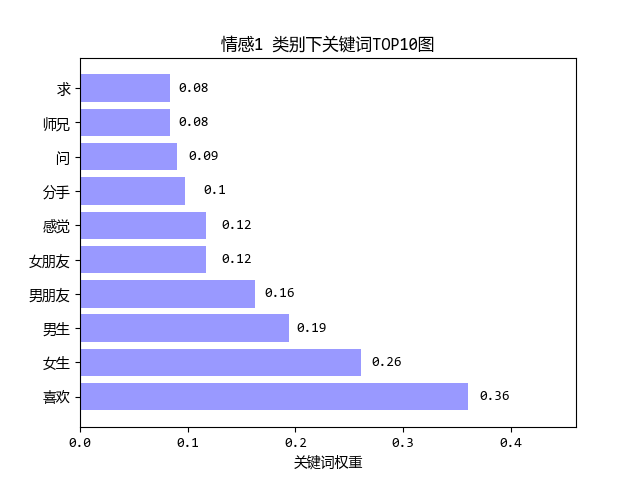 情感1 类别下关键词TOP10图
求 0.08
师兄 0.08
问 0.09
分手 0.1
感觉 0.12
女朋友 0.12
男朋友 0.16
男生 0.19
女生 0.26
喜欢 0.36
0.0 0.1 0.2 0.3 0.4
关键词权重